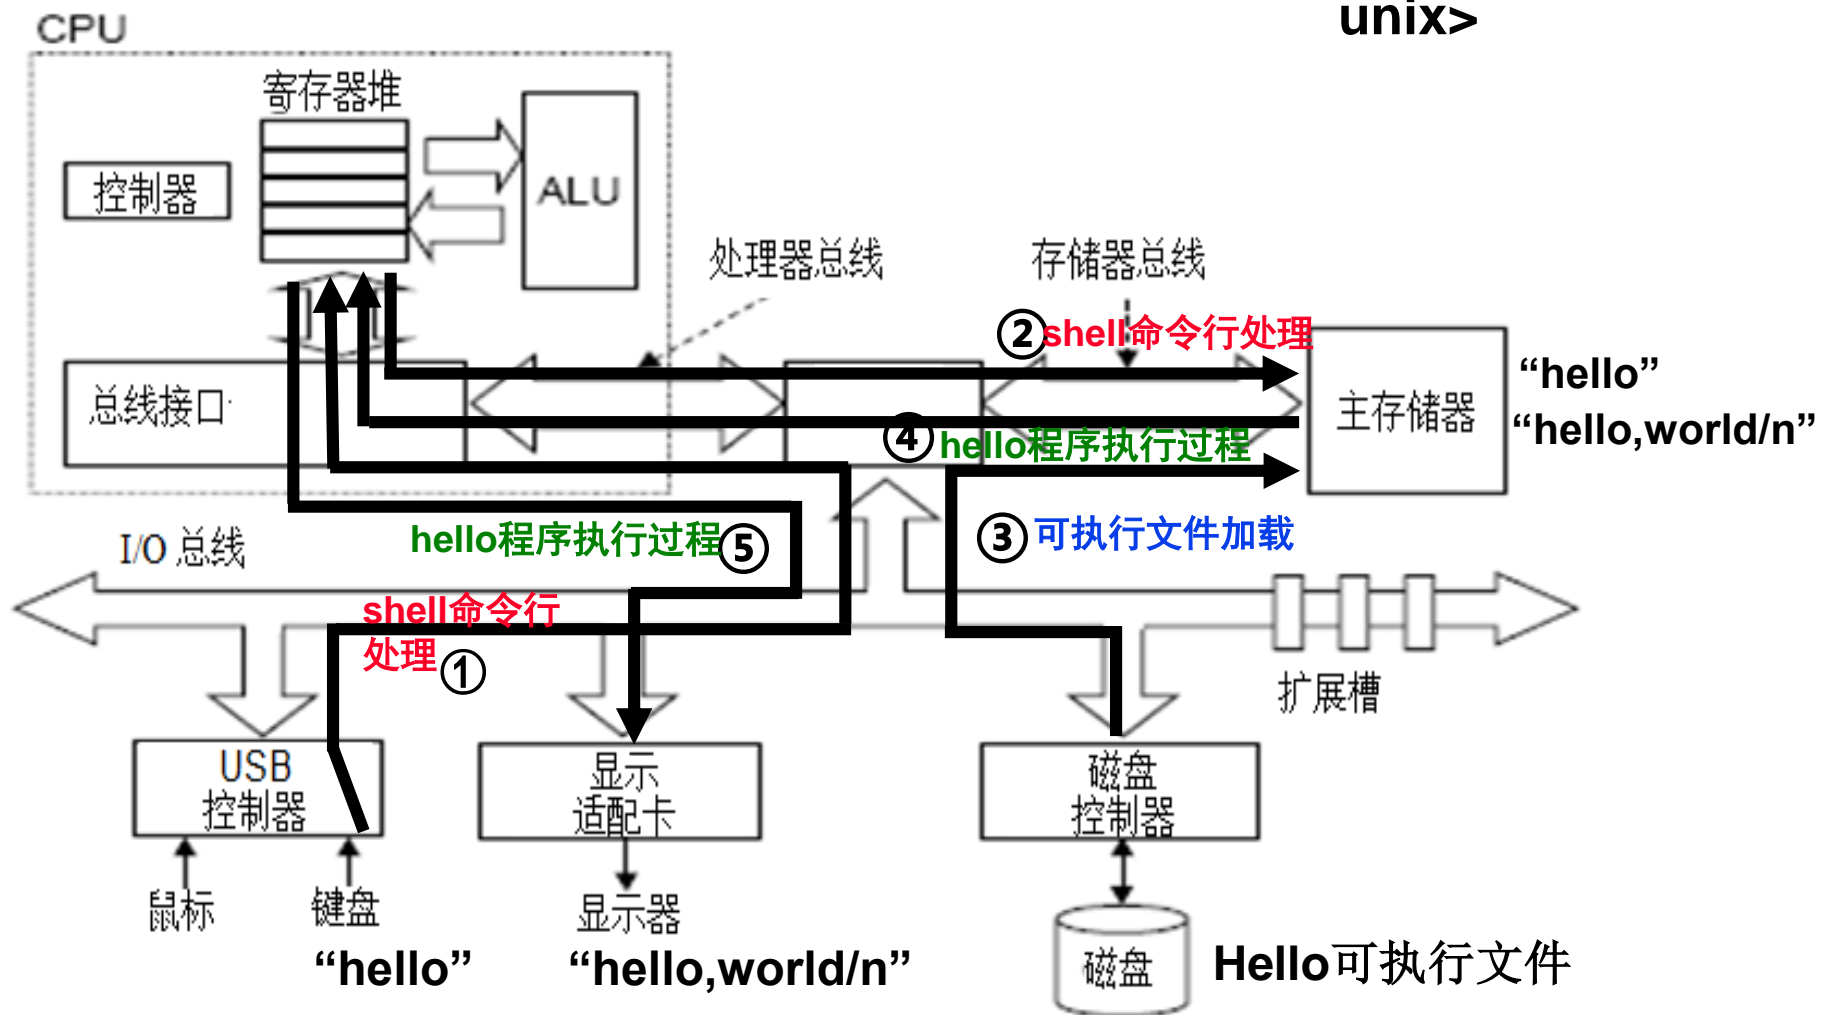 unix>
CPU
寄存器堆
控制器
ALU
处理器总线
存储器总线
②shell命令行处理
总线接口
主存储器
“hello”
“hello,world/n”
④hello程序执行过程
I/O 总线
hello程序执行过程⑤
③可执行文件加载
shell命令行
处理①
扩展槽
USB
控制器
显示
适配卡
磁盘
控制器
鼠标
键盘
显示器
“hello”
“hello,world/n”
磁盘
Hello可执行文件